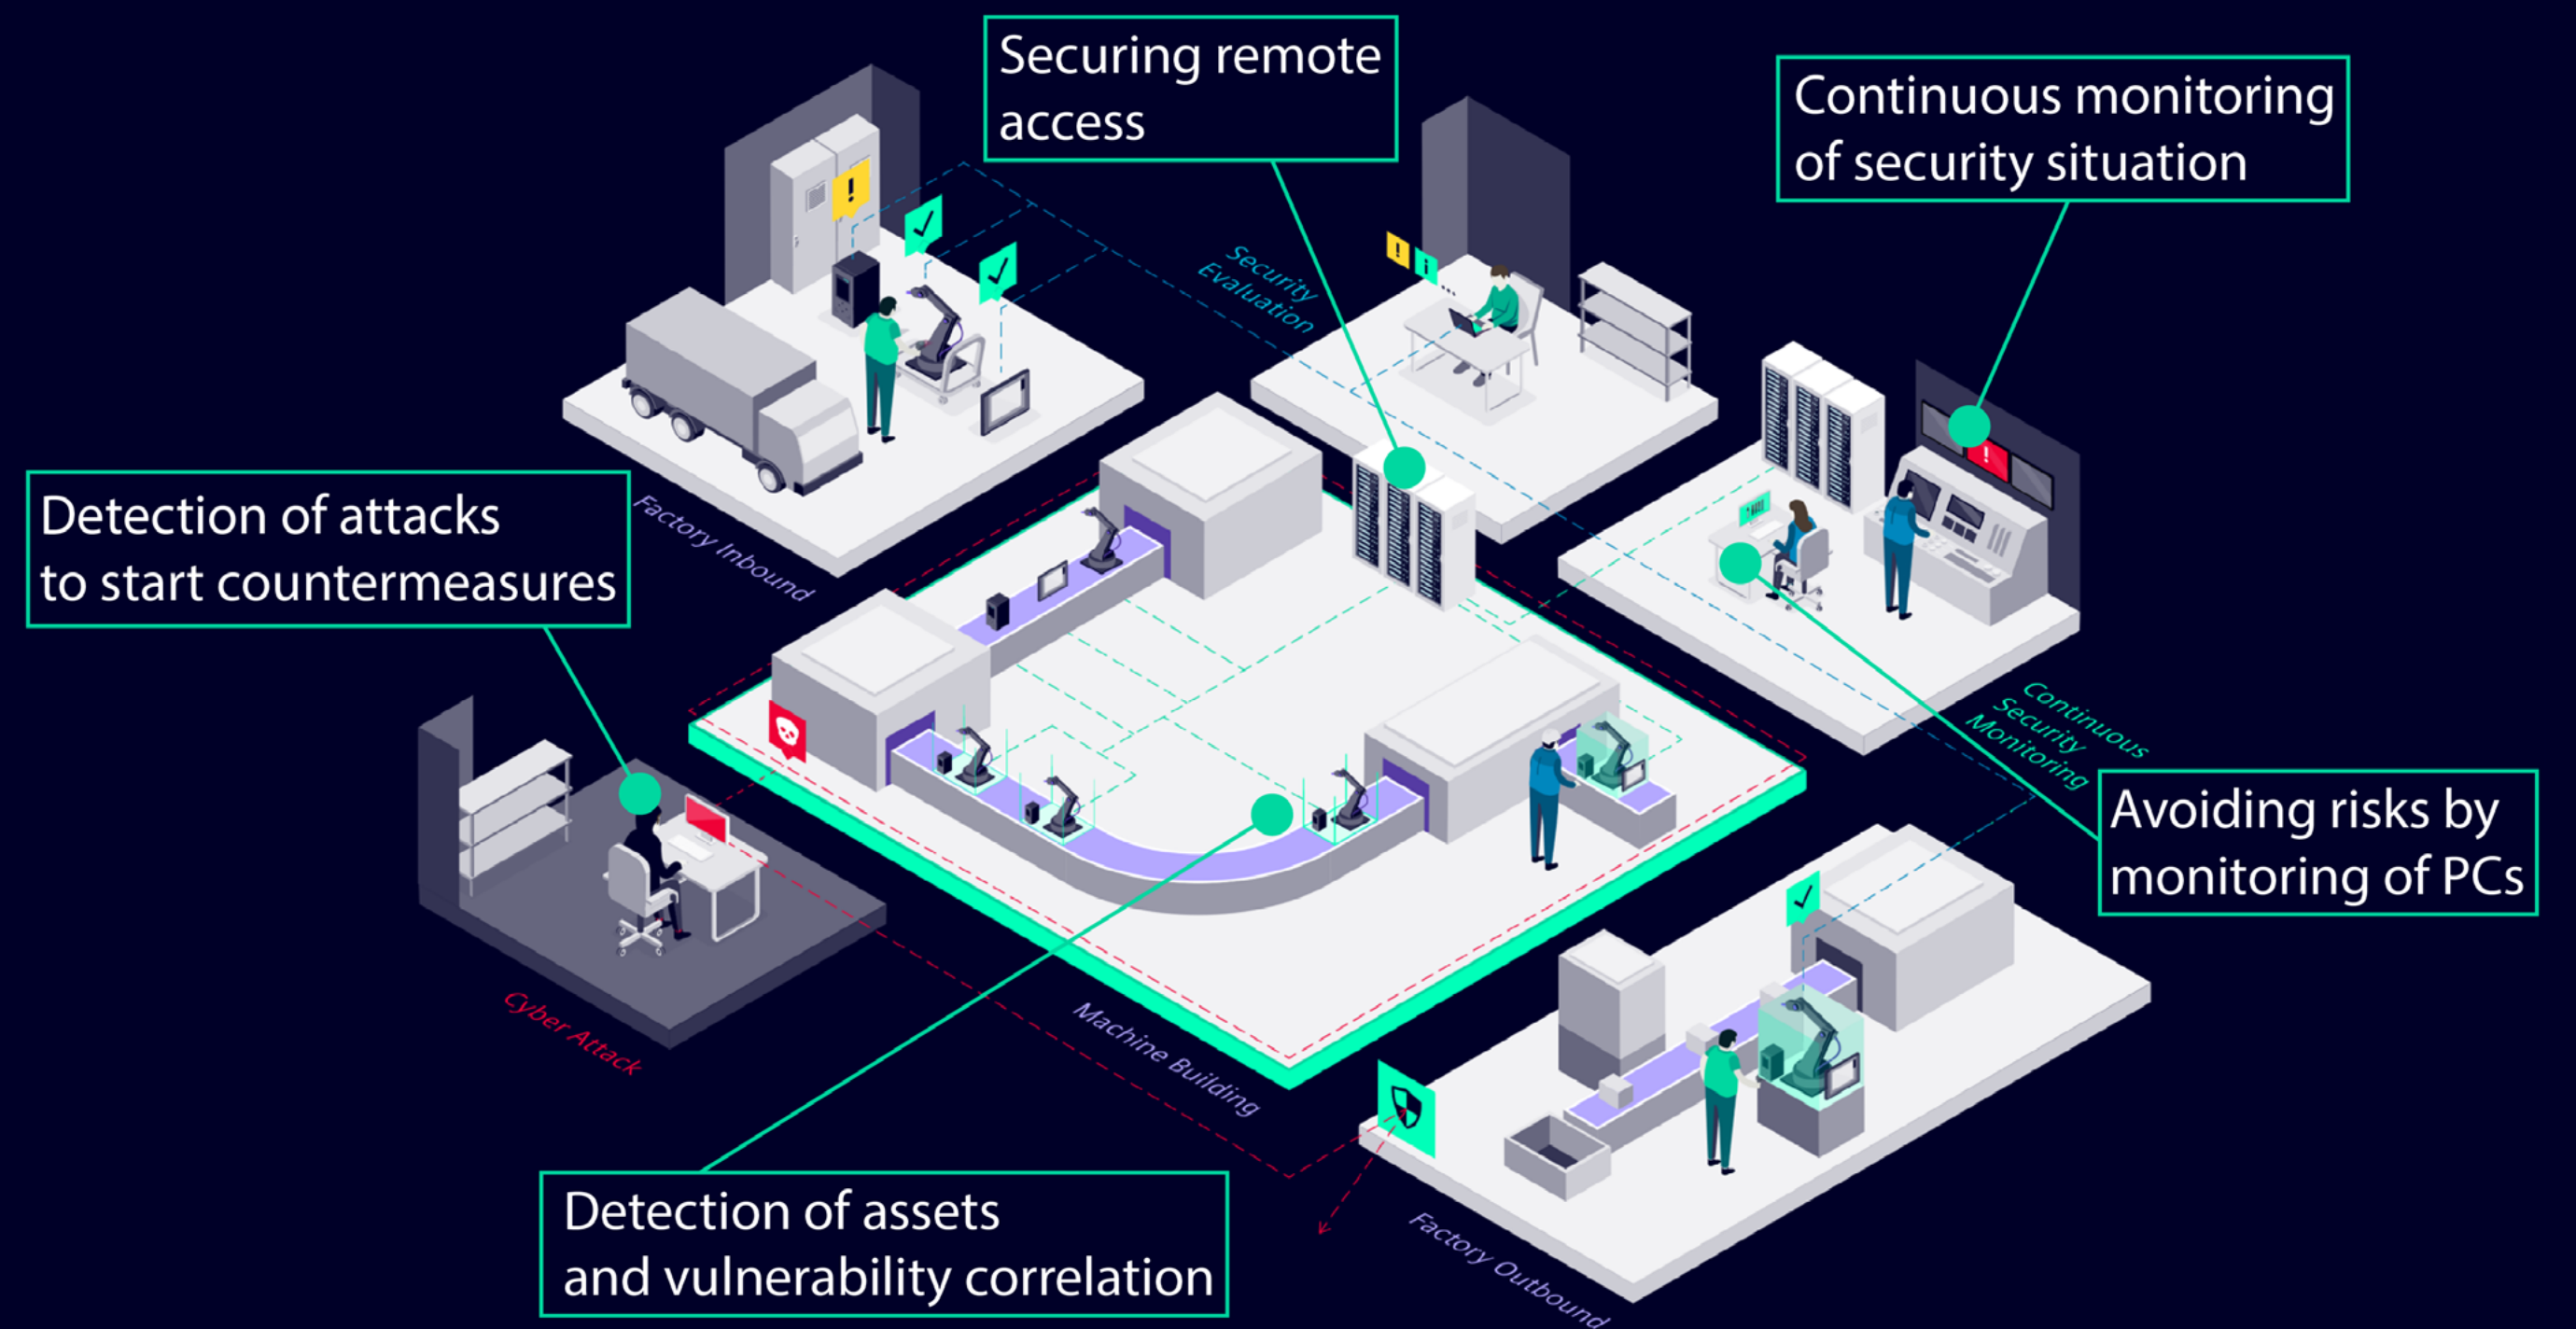 Securing remote
access
Continuous monitoring
of security situation
Security
Evaluation
Detection of attacks
to start countermeasures
Factory Inbound
Continuous
Security
Monitoring
Avoiding risks by
monitoring of PCs
Cyber Attack
Machine Building
Detection of assets
and vulnerability correlation
Factory Outbound